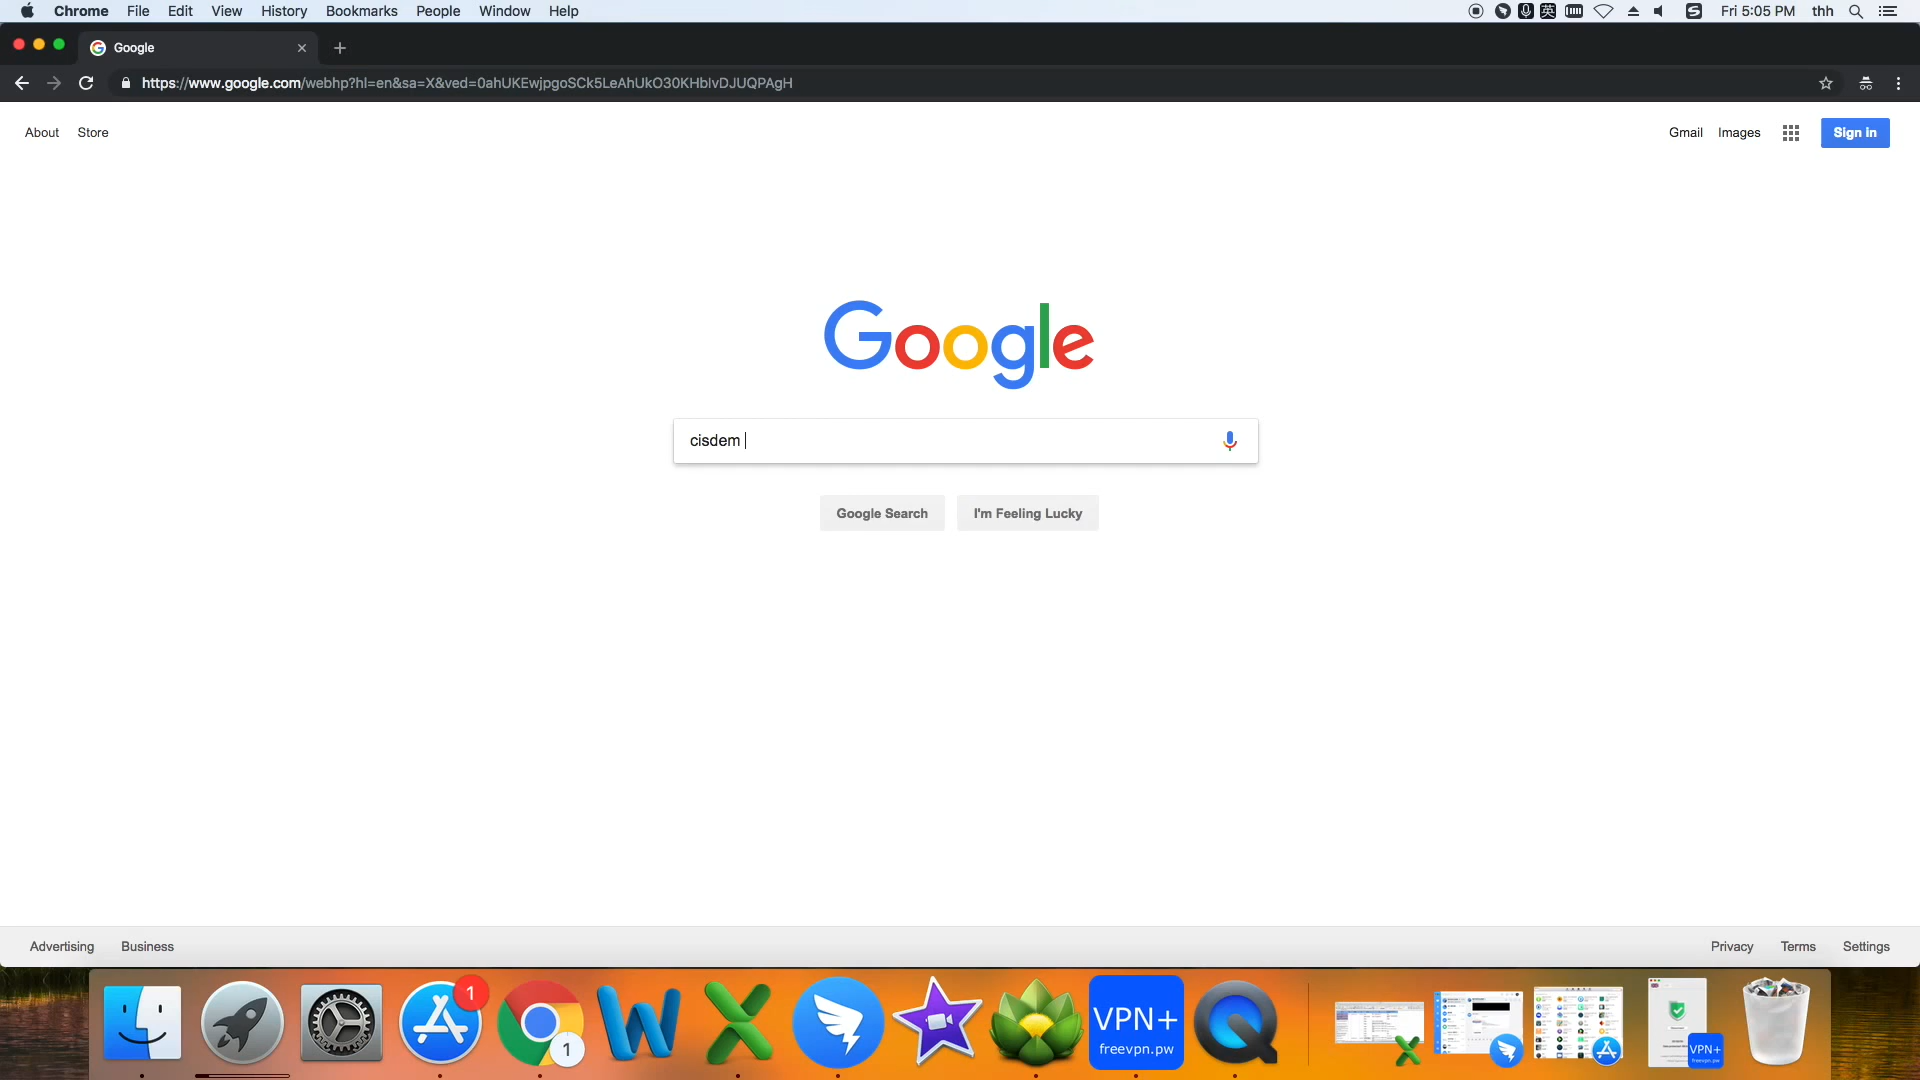 Chrome File Edit View History Bookmarks People Window Help 英 Fri 5:05 PM thh
Google
https://www.google.com/webhp?hl=en&sa=X&ved=0ahUKEwjpgoSCk5LeAhUkO30KHblvDJUQPAgH
About Store Gmail Images Sign in
Google
cisdem
Google Search I'm Feeling Lucky
Advertising Business Privacy Terms Settings
1
VPN+
1 freevpn.pw VPN+